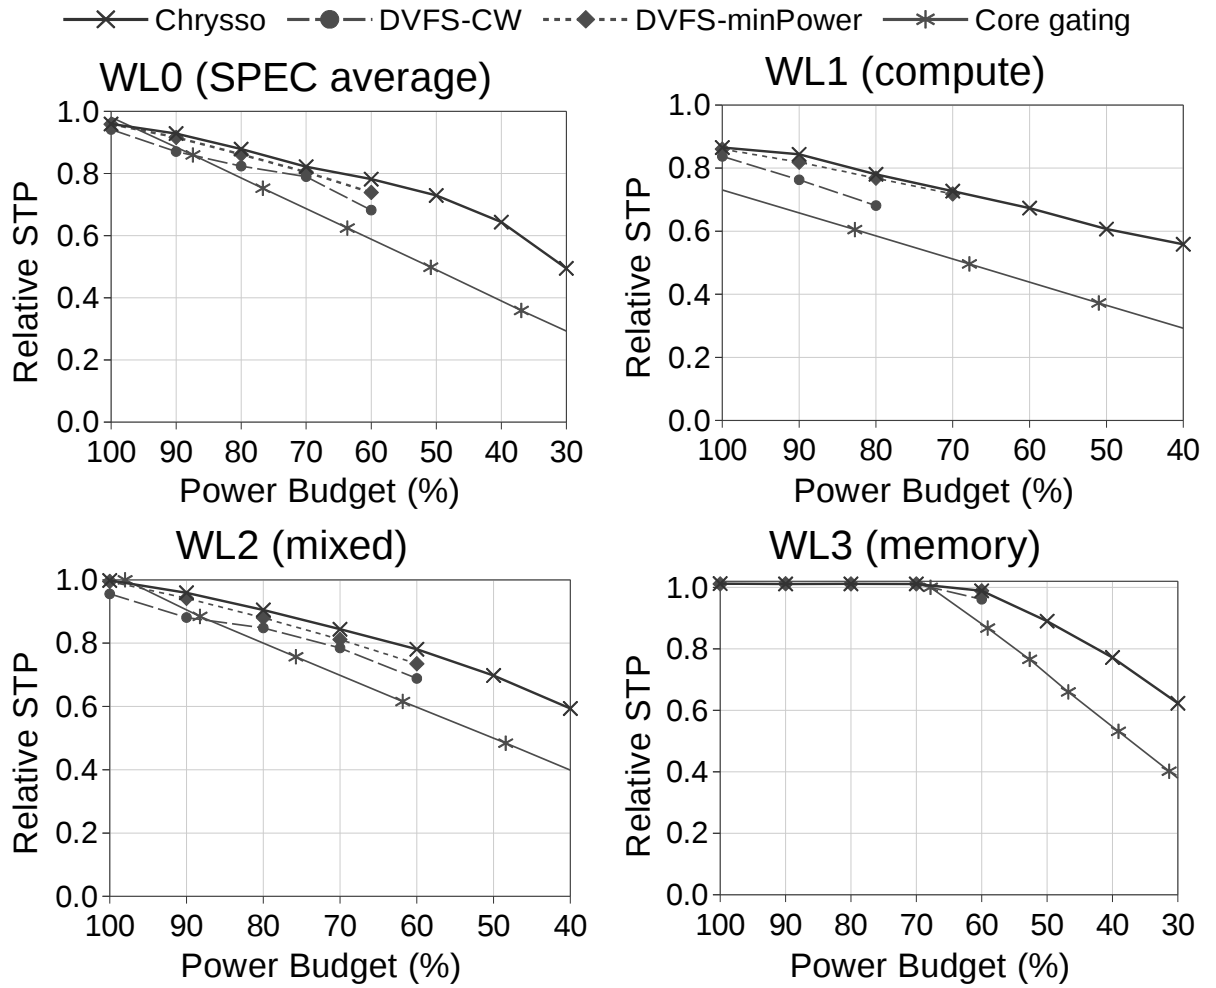 Chrysso DVFS-CW DVFS-minPower Core gating
WL0 (SPEC average)
Relative STP
1.0
0.8
0.6
0.4
0.2
0.0
100 90 80 70 60 50 40 30
Power Budget (%)
WL1 (compute)
Relative STP
1.0
0.8
0.6
0.4
0.2
0.0
100 90 80 70 60 50 40
Power Budget (%)
WL2 (mixed)
Relative STP
1.0
0.8
0.6
0.4
0.2
0.0
100 90 80 70 60 50 40
Power Budget (%)
WL3 (memory)
Relative STP
1.0
0.8
0.6
0.4
0.2
0.0
100 90 80 70 60 50 40 30
Power Budget (%)